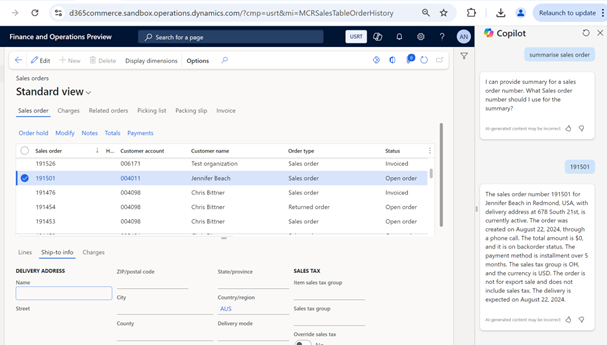 d365commerce.sandbox.operations.dynamics.com/?cmp=usrt&mi=MCRSalesTableOrderHistory
Relaunch to update
Finance and Operations Preview
Search for a page
USRT
AN
Edit
New
Delete
Display dimensions
Options
0
Sales orders
Standard view
Sales order
Charges
Related orders
Picking list
Packing slip
Invoice
Order hold
Modify
Notes
Totals
Payments
Sales order H... Customer account Customer name Order type Status
191526 006171 Test organization Sales order Invoiced
191501 004011 Jennifer Beach Sales order Open order
191476 004098 Chris Bittner Sales order Invoiced
191454 004098 Chris Bittner Returned order Open order
191453 004098 Chris Bittner Sales order Open order
Lines
Ship-to info
Charges
DELIVERY ADDRESS
Name
Street
ZIP/postal code
City
County
State/province
Country/region
AUS
Delivery mode
SALES TAX
Item sales tax group
Sales tax group
Override sales tax
No
Copilot
summarise sales order
I can provide summary for a sales
order number. What Sales order
number should I use for the
summary?
AI generated content may be incorrect
191501
The sales order number 191501 for
Jennifer Beach in Redmond, USA, with
delivery address at 678 South 21st, is
currently active. The order was
created on August 22, 2024, through
a phone call. The total amount is $0,
and it is on backorder status. The
payment method is installment over 5
months. The sales tax group is OH,
and the currency is USD. The order is
not for export sale and does not
include sales tax. The delivery is
expected on August 22, 2024.
AI generated content may be incorrect